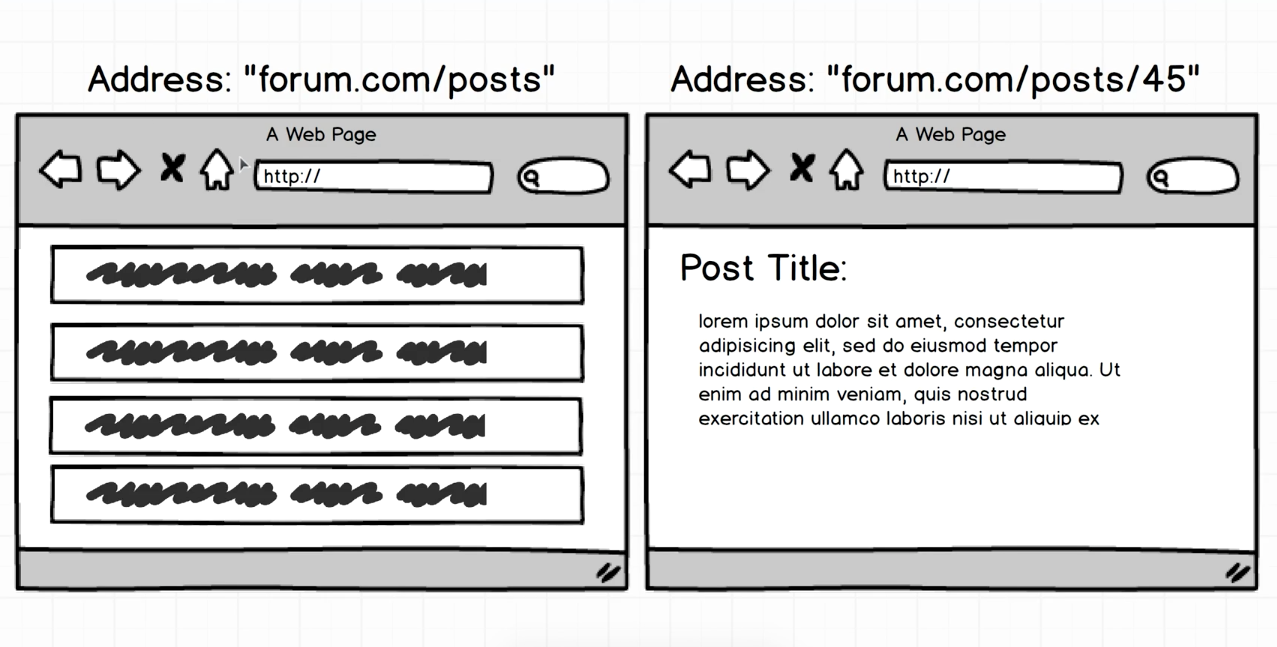 Address: "forum.com/posts"
A Web Page
http://
Address: "forum.com/posts/45"
A Web Page
http://
Post Title:
lorem ipsum dolor sit amet, consectetur
adipisicing elit, sed do eiusmod tempor
incididunt ut labore et dolore magna aliqua. Ut
enim ad minim veniam, quis nostrud
exercitation ullamco laboris nisi ut aliquip ex